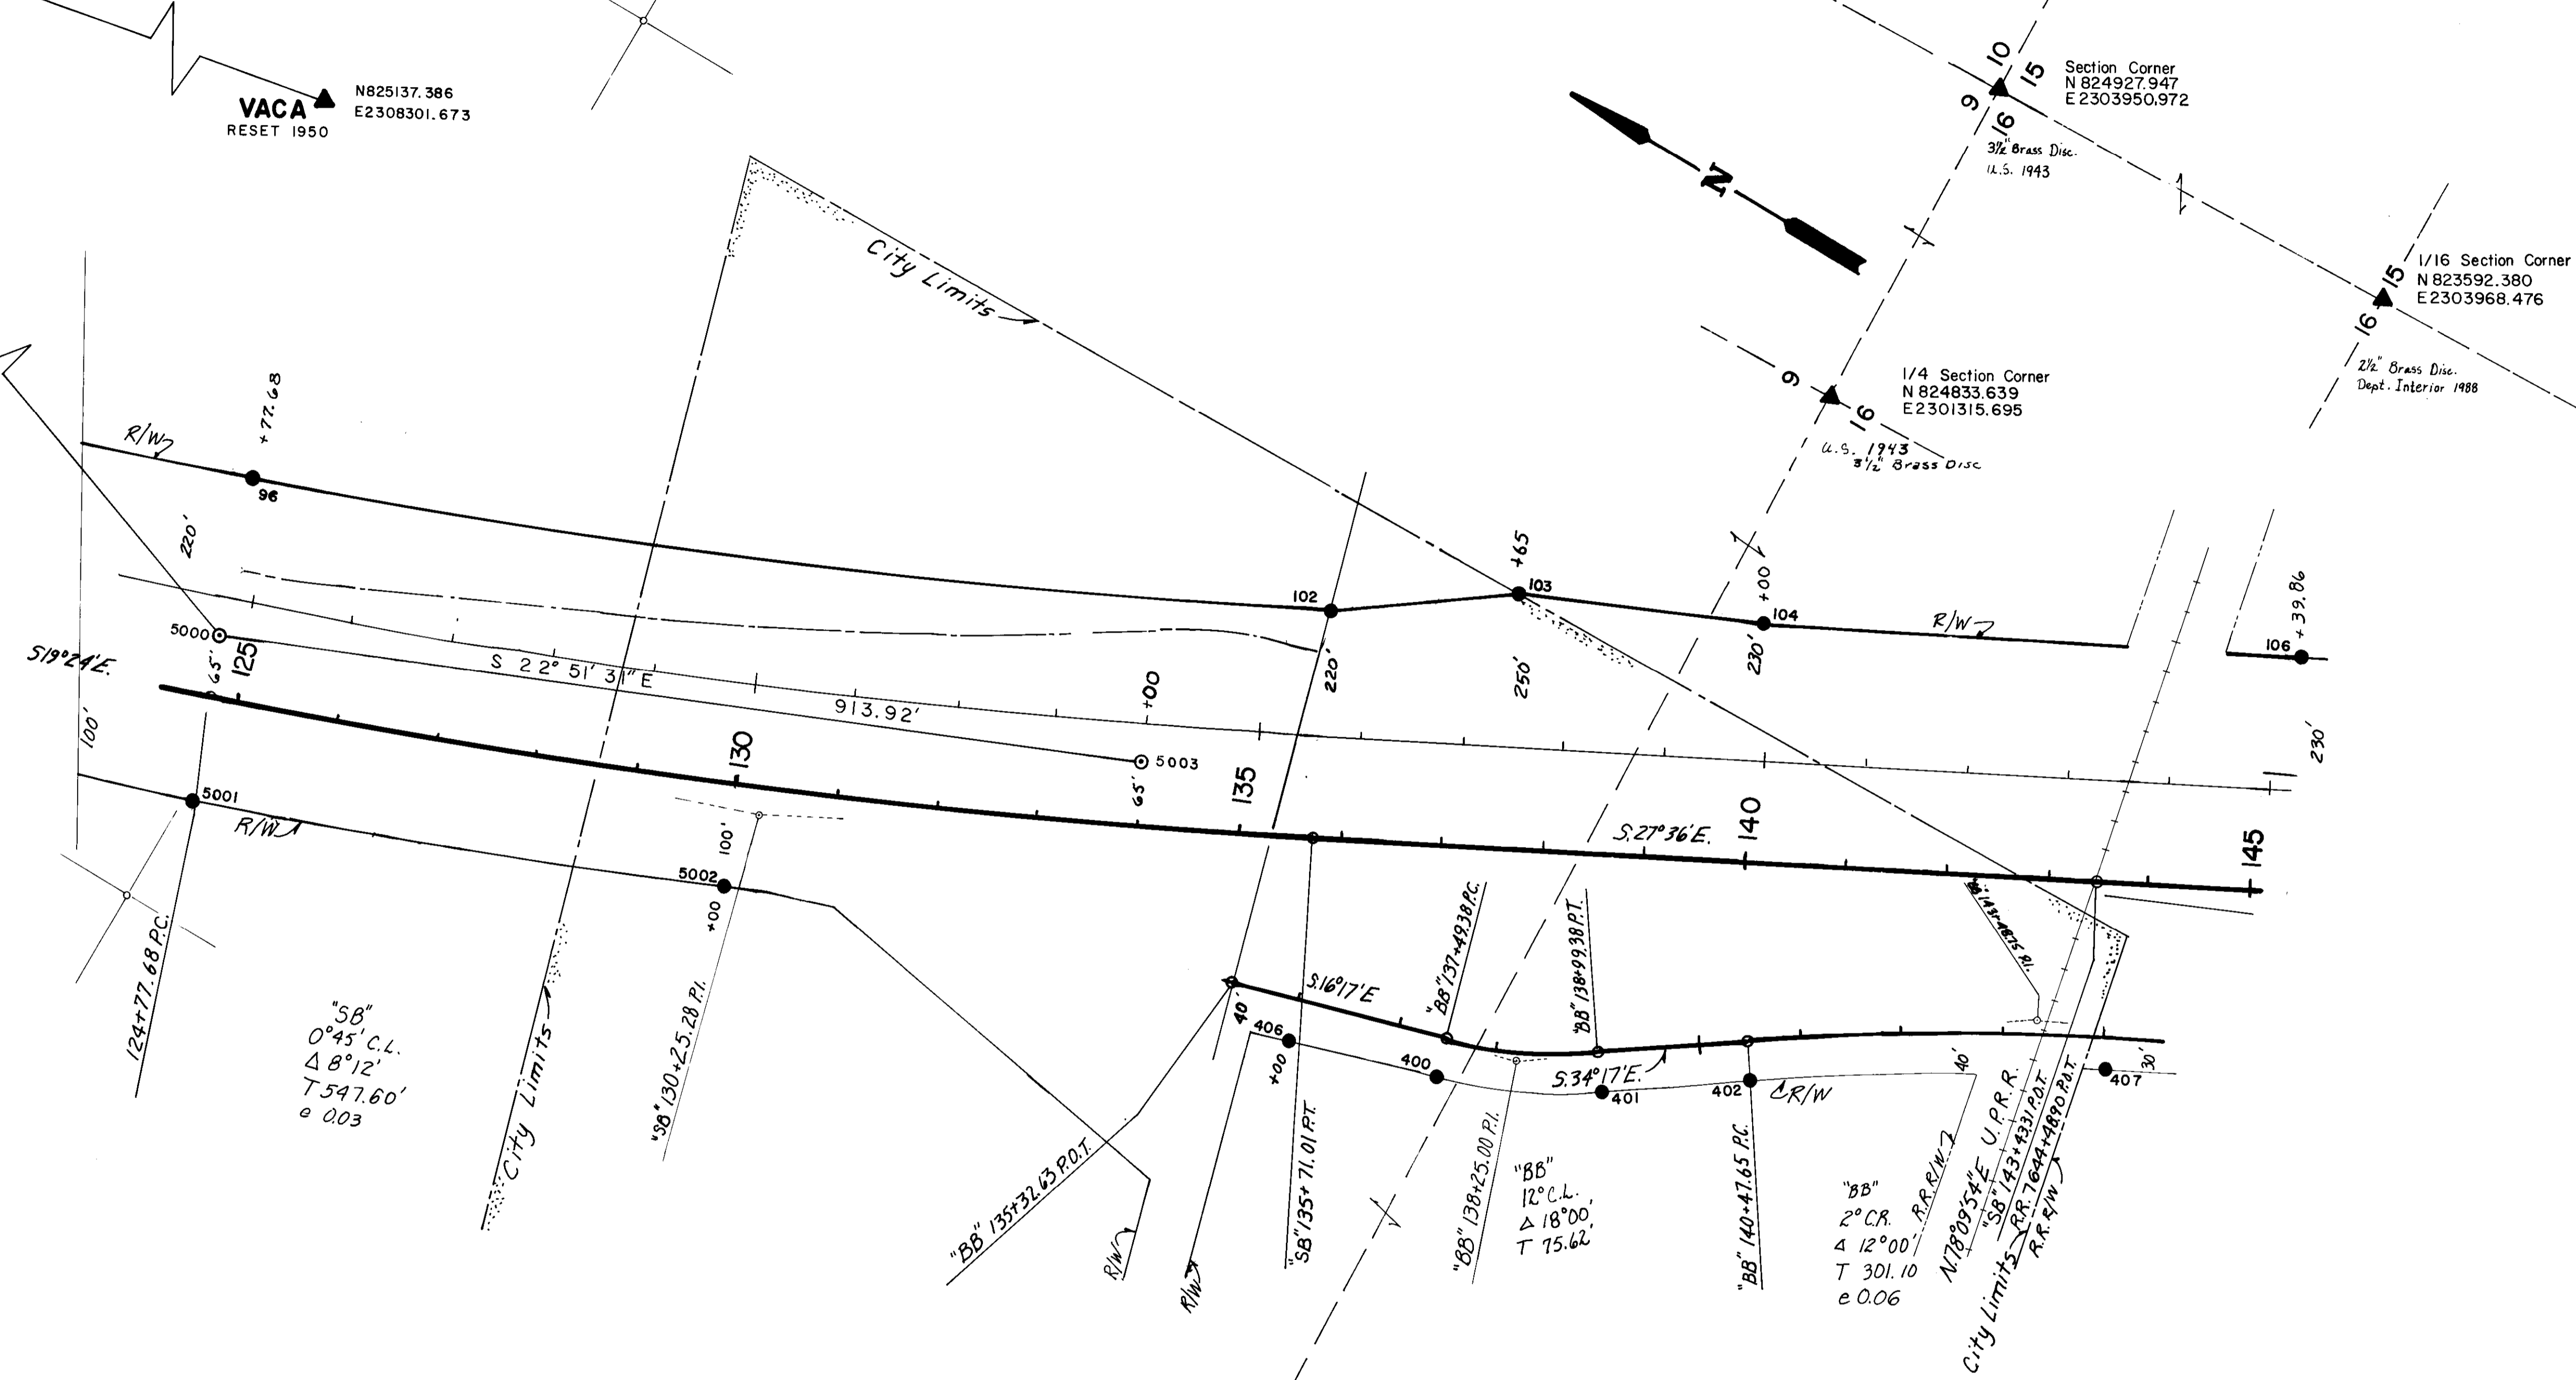 N825137.386
E2308301.673
VACA
RESET 1950
10
15
9
16
Section Corner
N 824927.947
E 2303950.972
3½" Brass Disc.
U.S. 1943
N
City Limits
15
16
1/16 Section Corner
N 823592.380
E 2303968.476
2½" Brass Disc.
Dept. Interior 1988
9
16
1/4 Section Corner
N 824833.639
E 2301315.695
U.S. 1943
3½" Brass Disc
+77.68
R/W
96
220'
102
+65
103
+00
104
R/W
106
+39.86
220'
250'
230'
230'
5000
65'
125
S19°24'E.
S 22° 51' 31" E
913.92'
+00
5003
65'
100'
130
135
S.27°36'E.
140
145
5001
R/W
5002
100'
+00
124+77.68 P.C.
"SB"
0°45' C.L.
Δ 8°12'
T 547.60'
e 0.03
City Limits
"SB" 130+25.28 P.I.
40'
406
+00
S.16°17'E
"BB" 137+49.38 P.C.
"BB" 138+99.38 P.T.
"BB" 143+48.75 P.I.
400
S.34°17'E.
401
402
R/W
40'
407
30'
"BB" 135+32.63 P.O.T.
R/W
R/W
"SB" 135+71.01 P.T.
"BB" 138+25.00 P.I.
"BB"
12° C.L.
Δ 18°00'
T 75.62'
"BB" 140+47.65 P.C.
"BB"
2° C.R.
Δ 12°00'
T 301.10
e 0.06
R.R.R/W
N.78°09'54"E U.P.R.R.
"SB" 143+43.31 P.O.T.
R.R. 7644+48.90 P.O.T.
R.R. R/W
City Limits